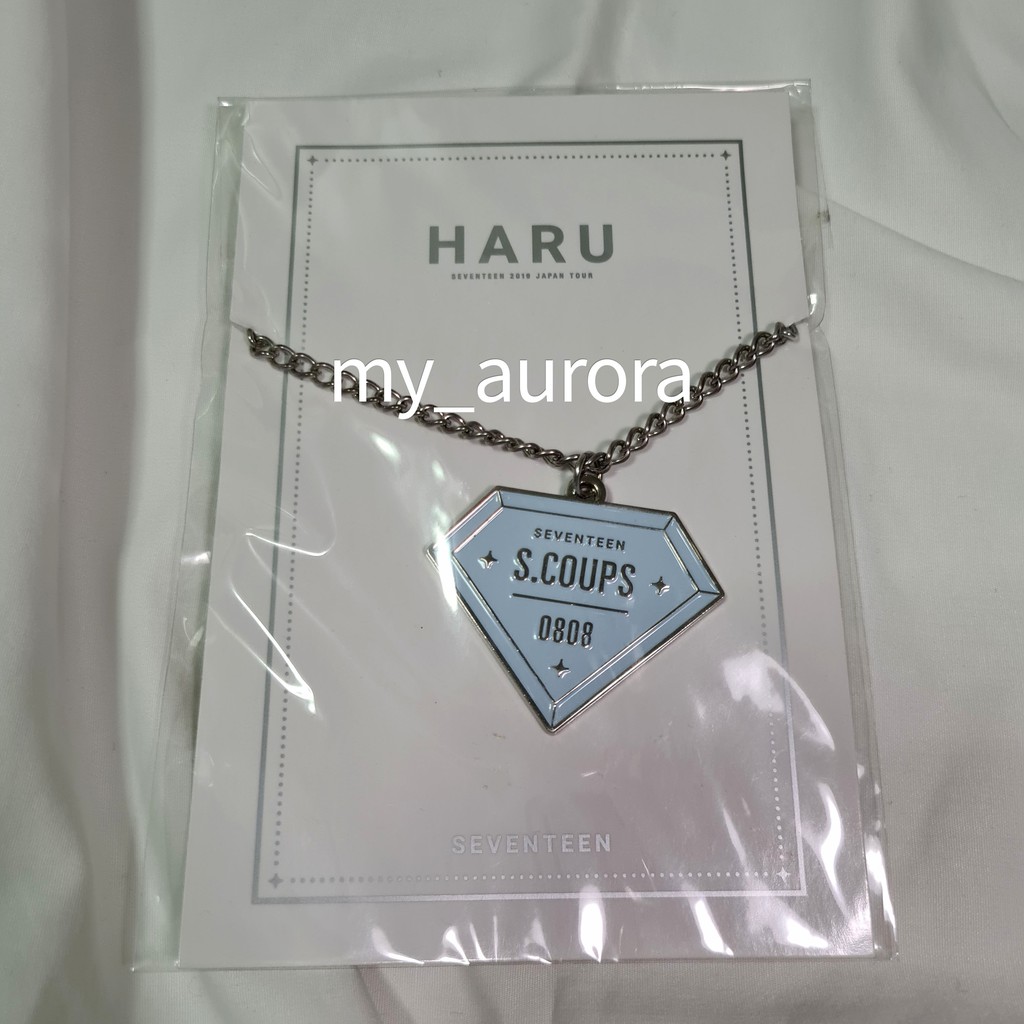 HARU
SEVENTEEN 2019 JAPAN TOUR
my_aurora
SEVENTEEN
S.COUPS
0808
SEVENTEEN